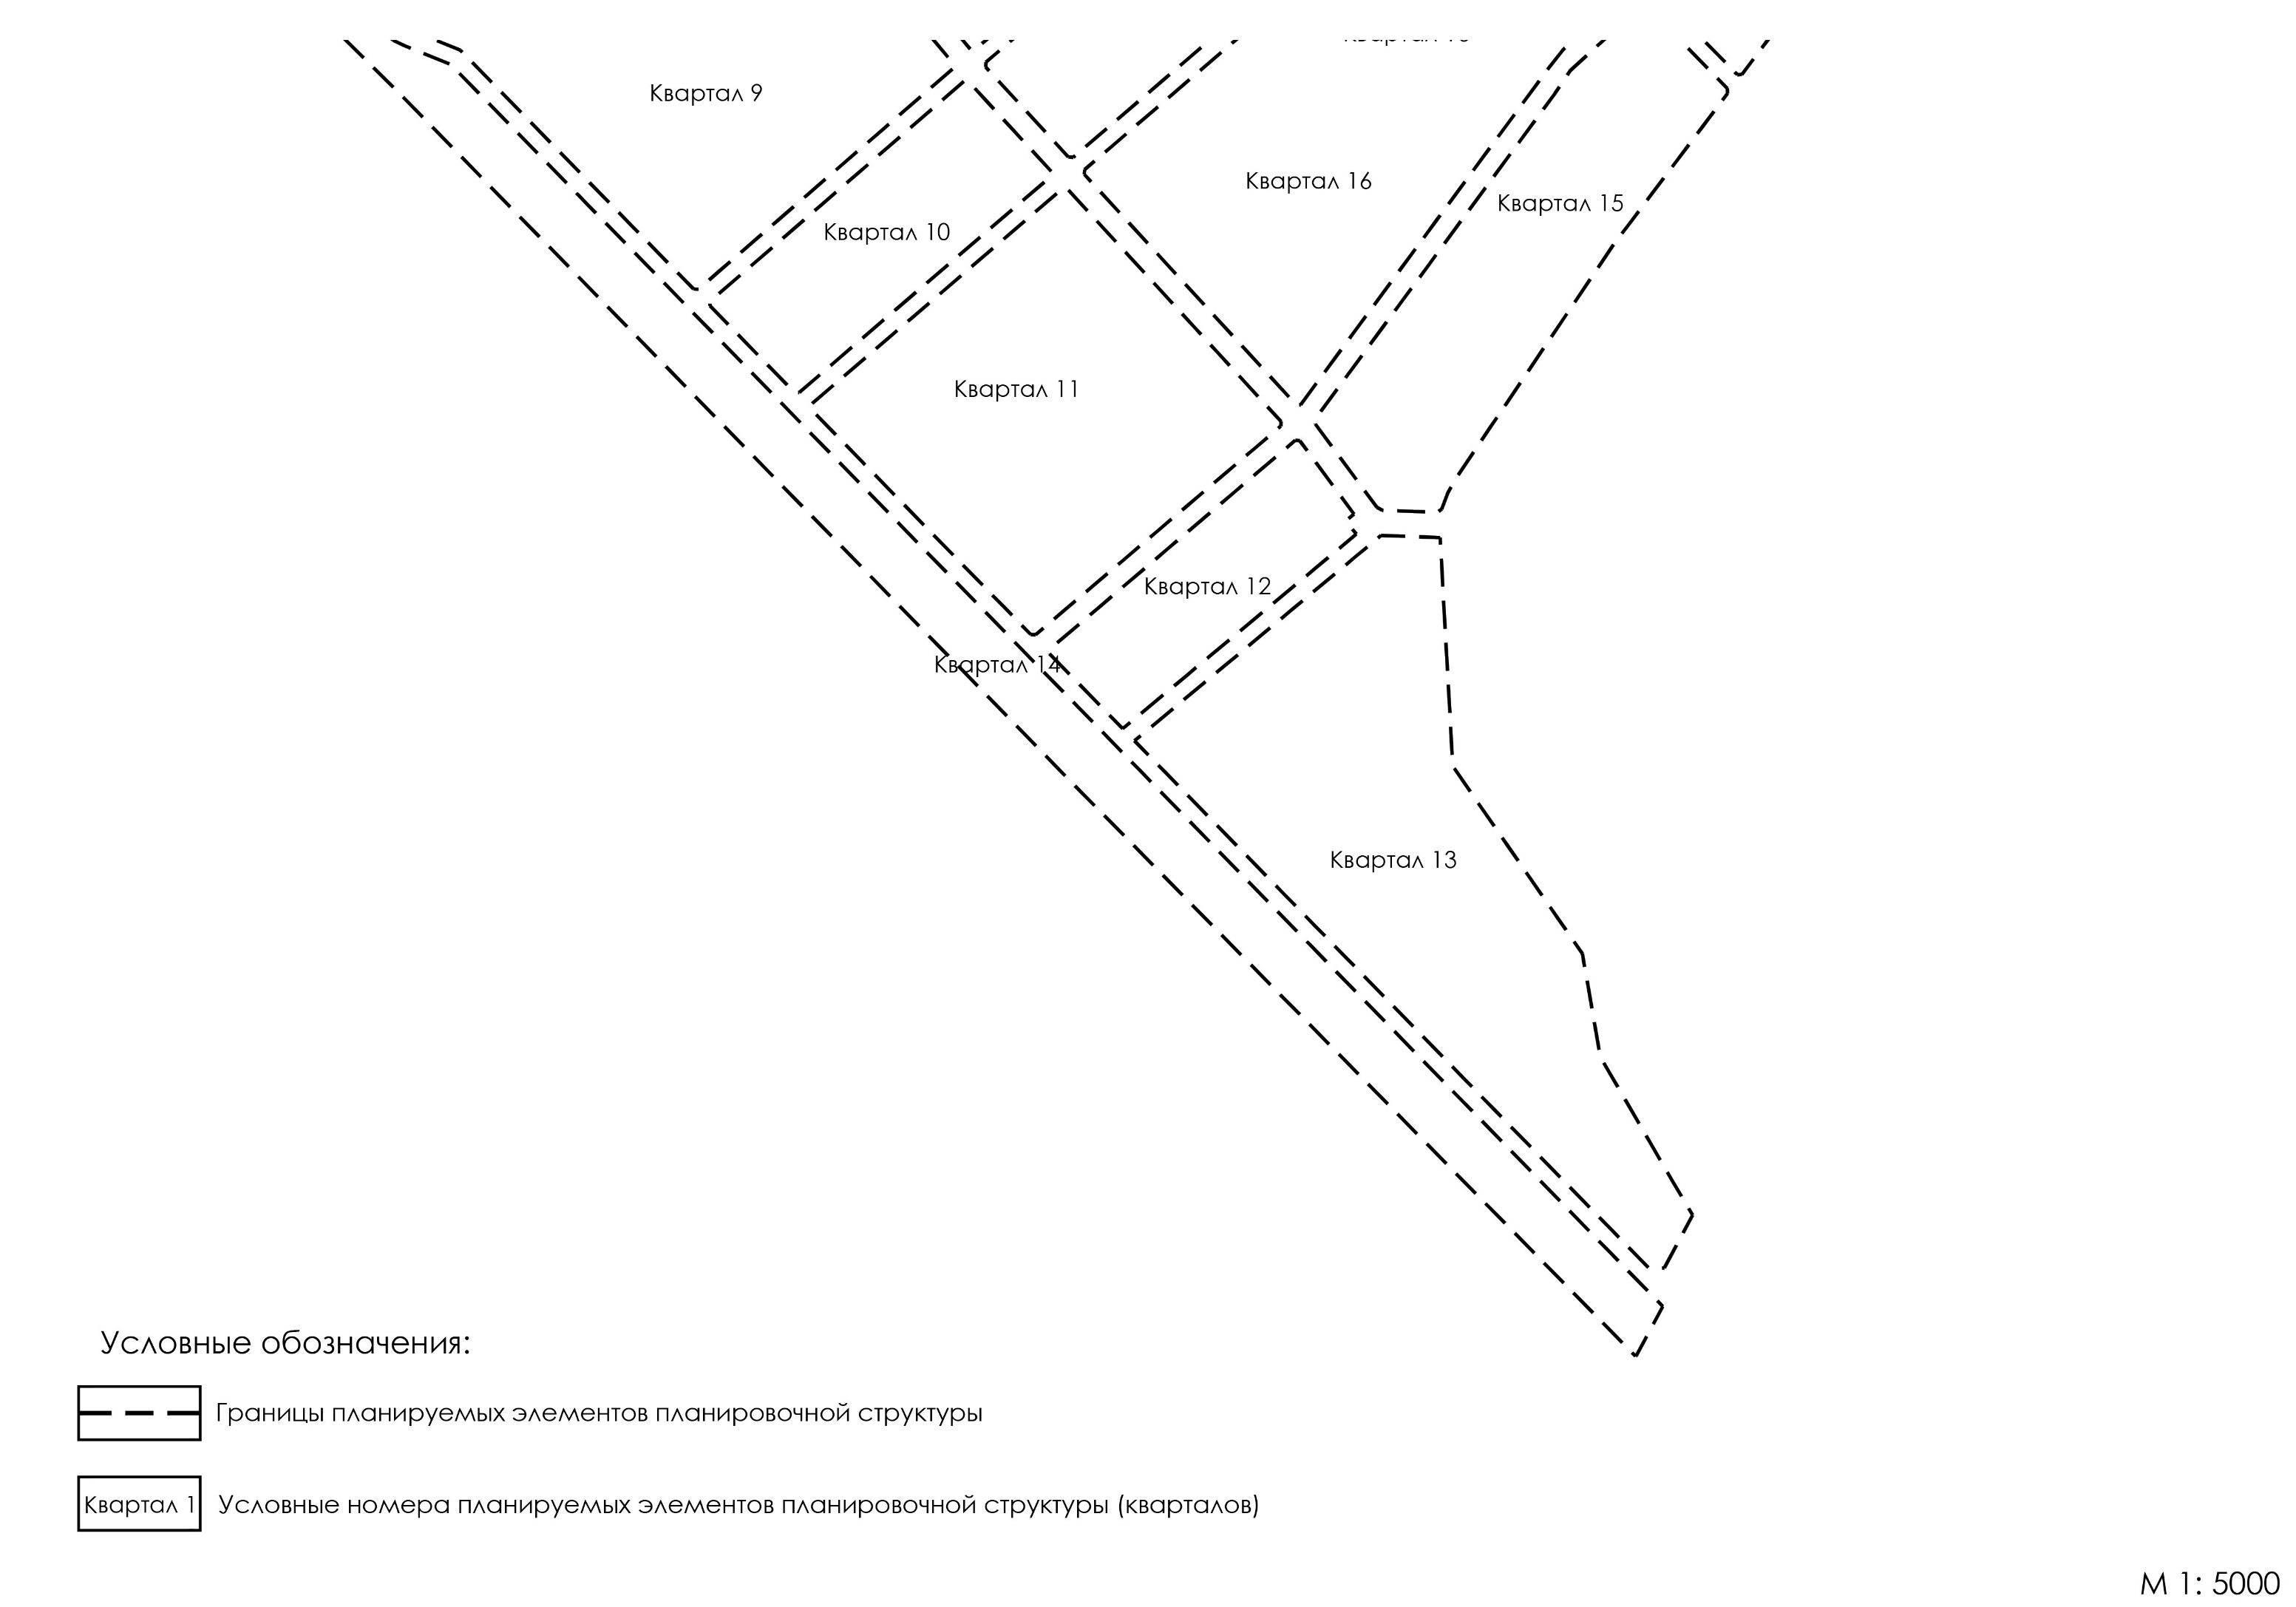 Квартал 9
Квартал 16
Квартал 15
Квартал 10
Квартал 11
Квартал 12
Квартал 14
Квартал 13
Условные обозначения:
Границы планируемых элементов планировочной структуры
Квартал 1 Условные номера планируемых элементов планировочной структуры (кварталов)
М 1: 5000